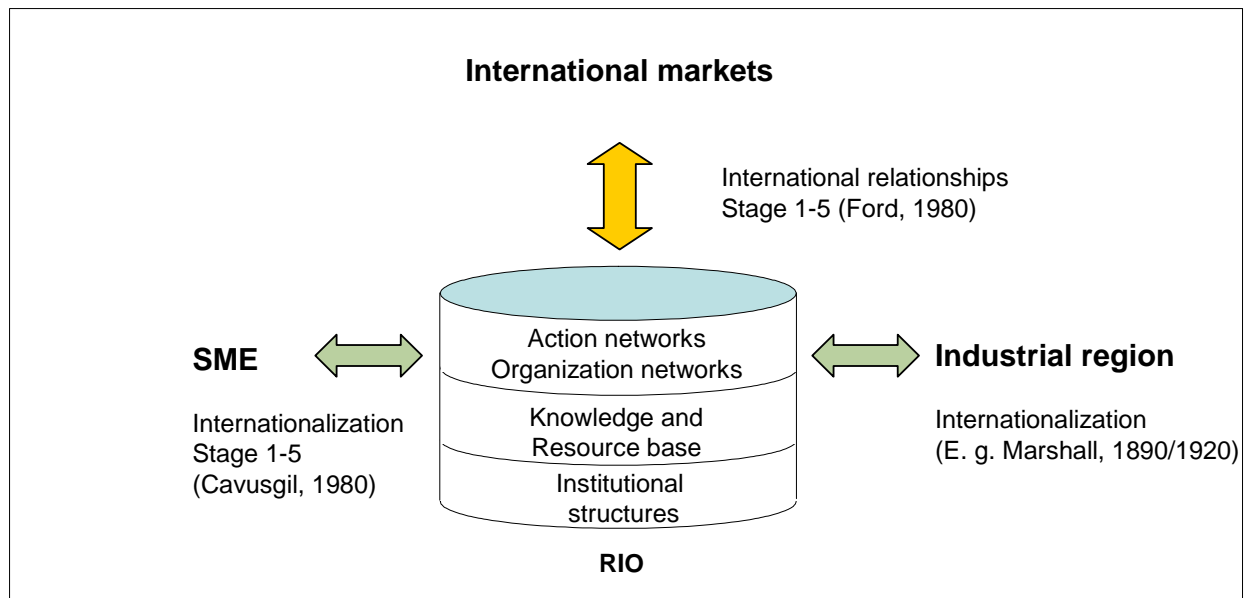 International markets
International relationships
Stage 1-5 (Ford, 1980)
SME
Internationalization
Stage 1-5
(Cavusgil, 1980)
Action networks
Organization networks
Knowledge and
Resource base
Institutional
structures
RIO
Industrial region
Internationalization
(E. g. Marshall, 1890/1920)